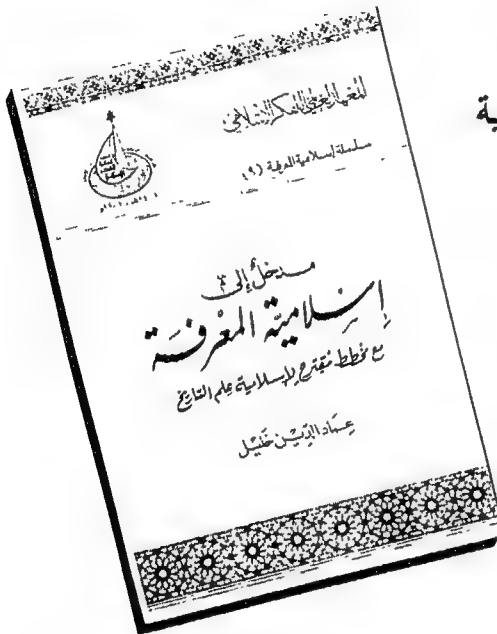 المعهد العالمي للفكر الإسلامي
سلسلة إسلامية المعرفة (٩)
مدخل إلى
إسلامية المعرفة
مع مخطط مقترح لإسلامية علم التاريخ
عماد الدين خليل
ية